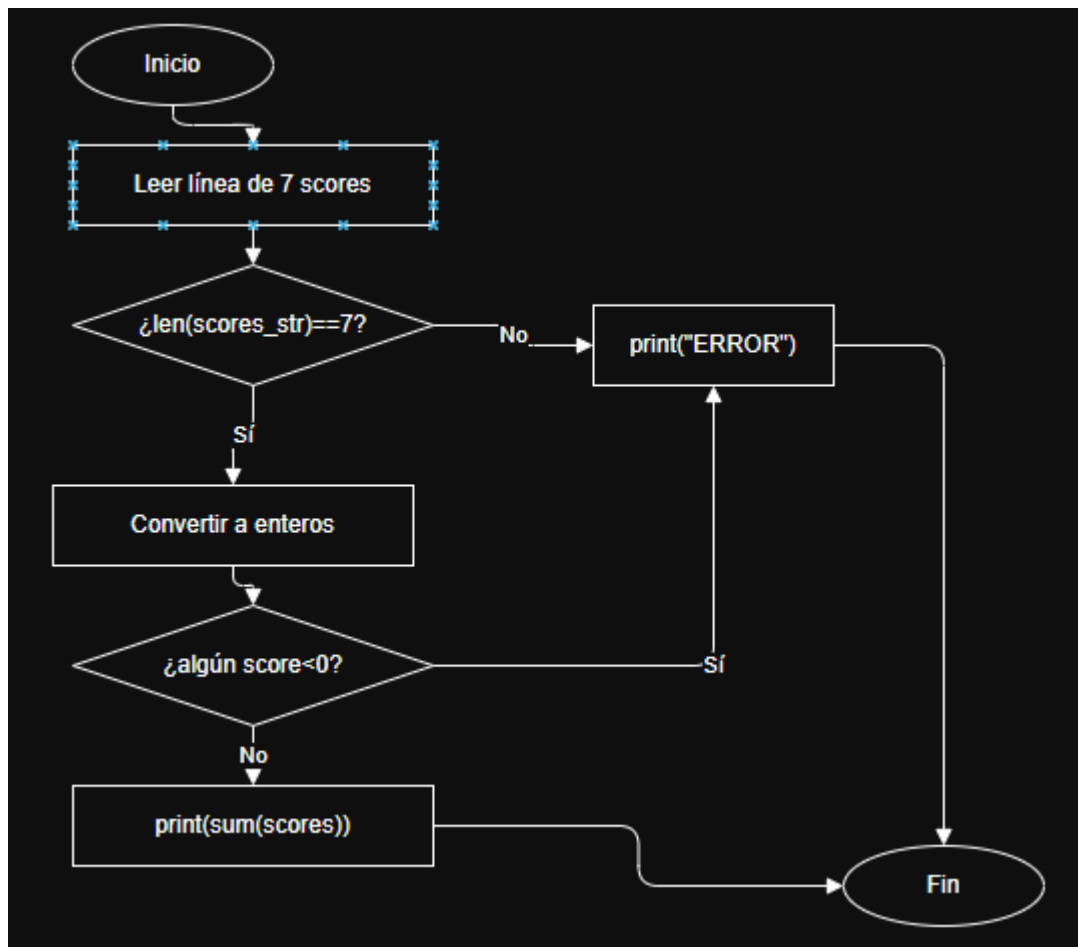 Inicio
Leer línea de 7 scores
¿len(scores_str)==7?
No
print("ERROR")
Sí
Convertir a enteros
¿algún score<0?
Sí
No
print(sum(scores))
Fin